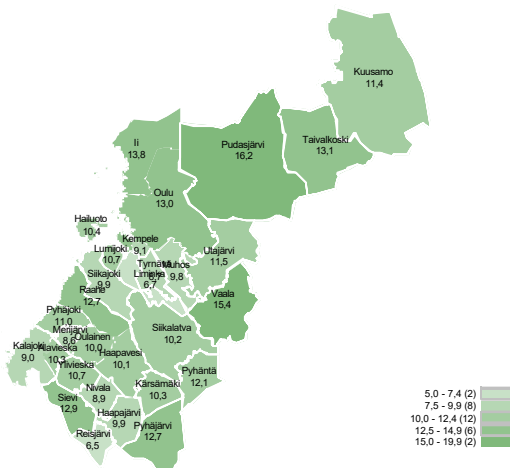 Kuusamo
11,4
Ii
13,8
Pudasjärvi
16,2
Taivalkoski
13,1
Oulu
13,0
Hailuoto
10,4
Kempele
9,1
Lumijoki
10,7
Utajärvi
11,5
Tyrnävä
Muhos
9,8
Liminka
6,7
Siikajoki
9,9
Raahe
12,7
Vaala
15,4
Pyhäjoki
11,0
Merijärvi
8,6
Siikalatva
10,2
Oulainen
10,0
Kalajoki
9,0
Alavieska
10,3
Haapavesi
10,1
Ylivieska
10,7
Pyhäntä
12,1
Nivala
8,9
Kärsämäki
10,3
Sievi
12,9
Haapajärvi
9,9
Pyhäjärvi
12,7
Reisjärvi
6,5
5,0 - 7,4 (2)
7,5 - 9,9 (8)
10,0 - 12,4 (12)
12,5 - 14,9 (6)
15,0 - 19,9 (2)